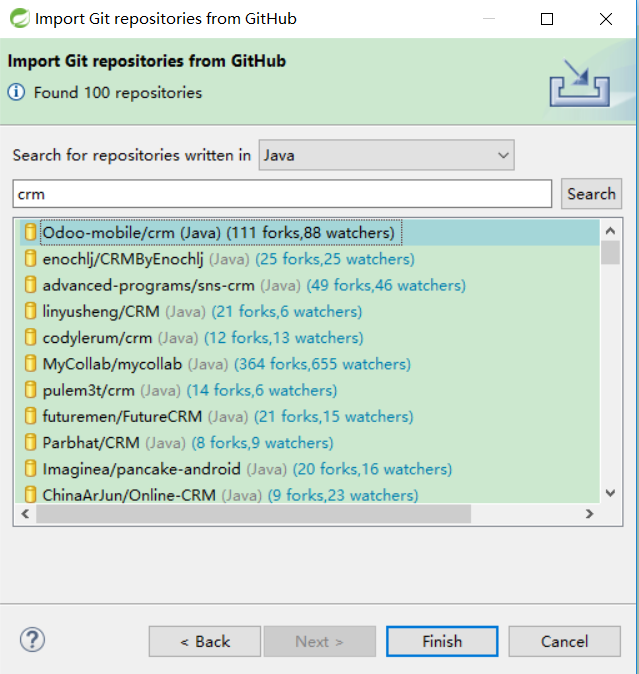 Import Git repositories from GitHub
Import Git repositories from GitHub
Found 100 repositories
Search for repositories written in Java
crm Search
Odoo-mobile/crm (Java) (111 forks,88 watchers)
enochlj/CRMByEnochlj (Java) (25 forks,25 watchers)
advanced-programs/sns-crm (Java) (49 forks,46 watchers)
linyusheng/CRM (Java) (21 forks,6 watchers)
codylerum/crm (Java) (12 forks,13 watchers)
MyCollab/mycollab (Java) (364 forks,655 watchers)
pulem3t/crm (Java) (14 forks,6 watchers)
futuremen/FutureCRM (Java) (21 forks,15 watchers)
Parbhat/CRM (Java) (8 forks,9 watchers)
Imaginea/pancake-android (Java) (20 forks,16 watchers)
ChinaArJun/Online-CRM (Java) (9 forks,23 watchers)
< Back Next > Finish Cancel